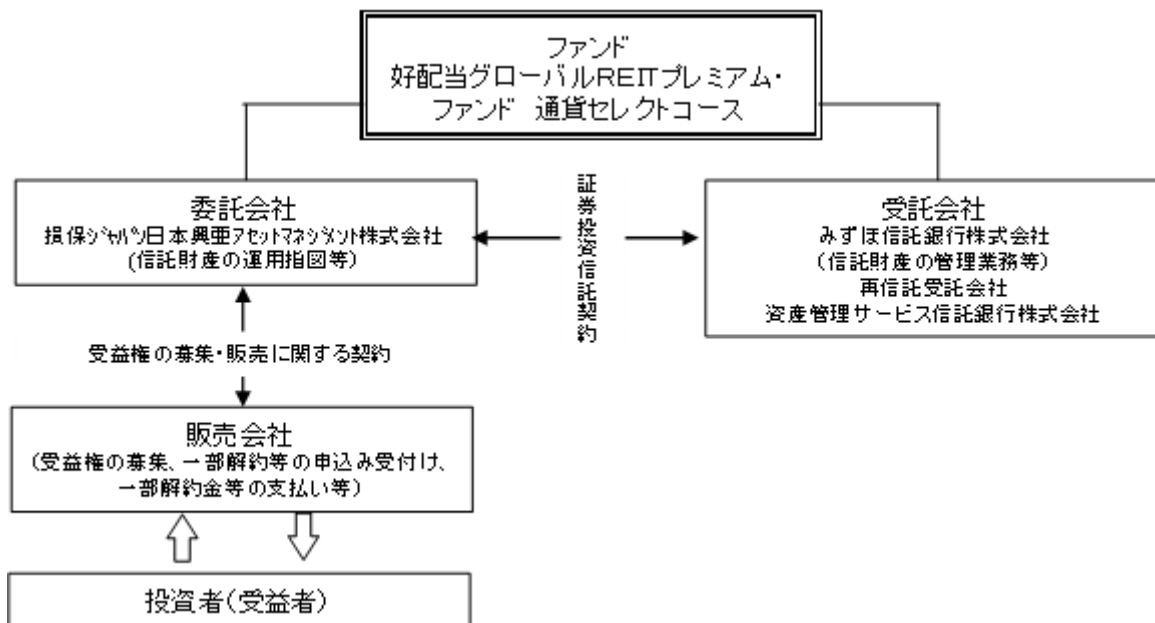 ファンド
好配当グローバルREITプレミアム・
ファンド 通貨セレクトコース
委託会社
損保ｼﾞｬﾊﾟﾝ日本興亜ｱｾｯﾄﾏﾈｼﾞﾒﾝﾄ株式会社
(信託財産の運用指図等)
証券投資信託契約
受託会社
みずほ信託銀行株式会社
(信託財産の管理業務等)
再信託受託会社
資産管理サービス信託銀行株式会社
受益権の募集・販売に関する契約
販売会社
(受益権の募集、一部解約等の申込み受付け、
一部解約金等の支払い等)
投資者(受益者)